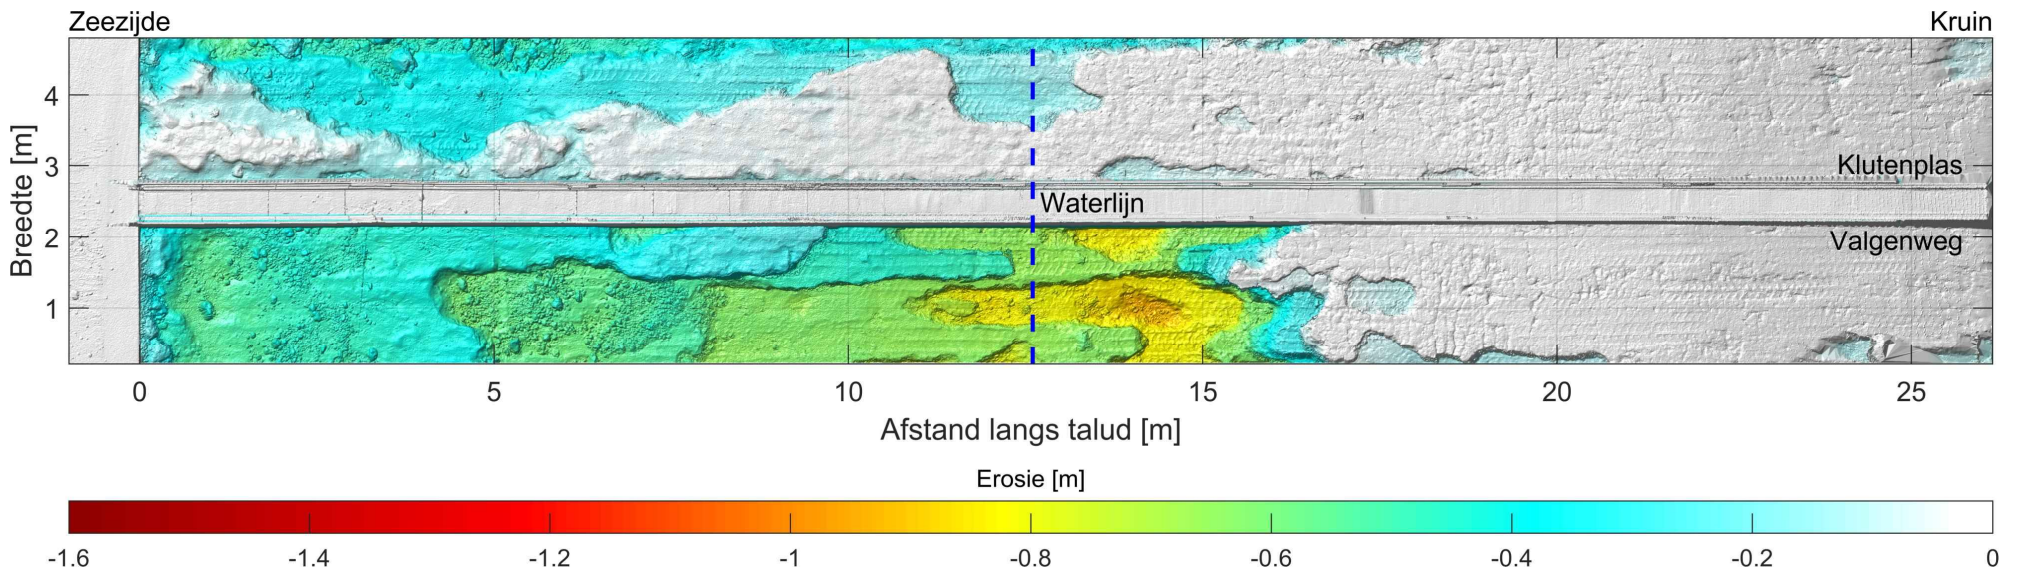 Zeezijde Kruin
4
3
2
1
Breedte [m]
Klutenplas
Waterlijn
Valgenweg
0 5 10 15 20 25
Afstand langs talud [m]
Erosie [m]
-1.6 -1.4 -1.2 -1 -0.8 -0.6 -0.4 -0.2 0